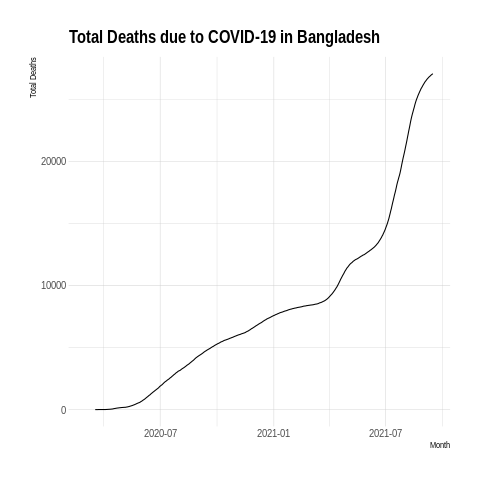 Total Deaths due to COVID-19 in Bangladesh
Total Deaths
20000
10000
0
2020-07 2021-01 2021-07
Month